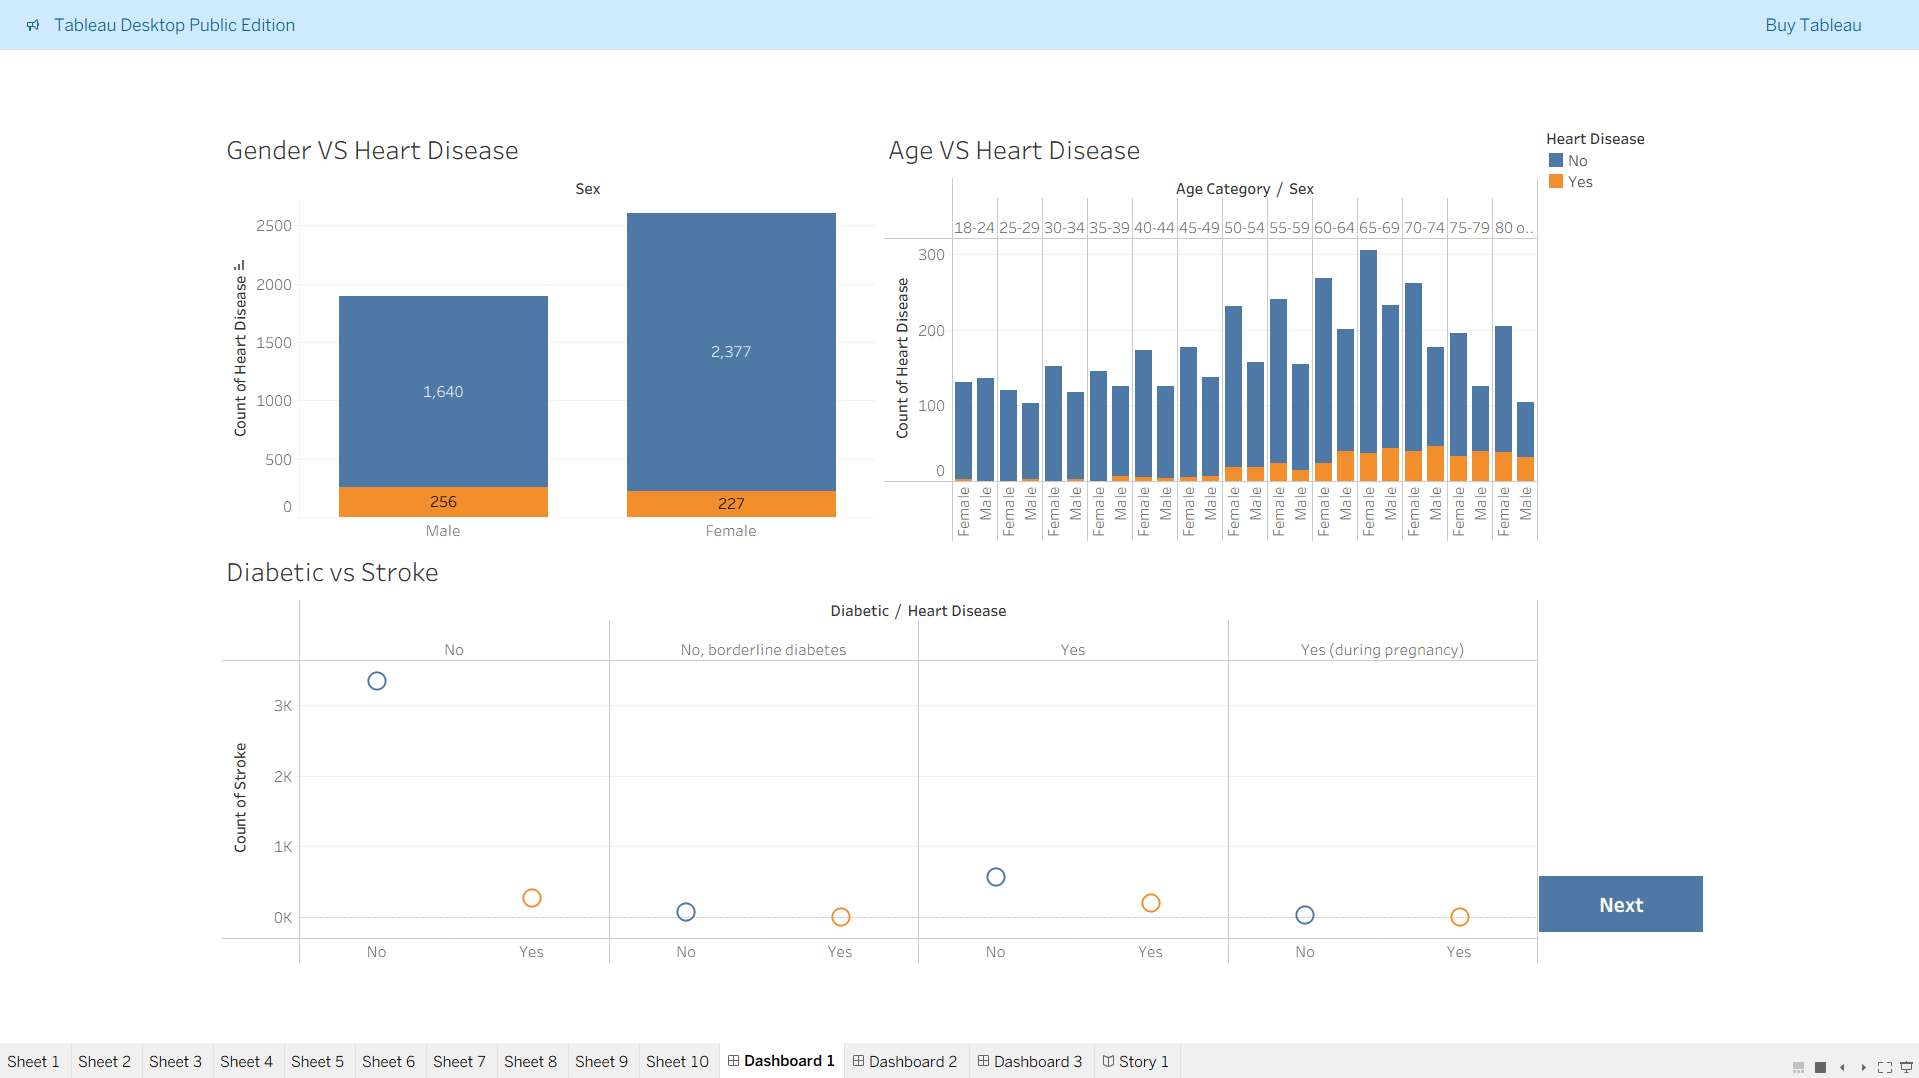 Tableau Desktop Public Edition
Buy Tableau
Gender VS Heart Disease
Sex
Count of Heart Disease
2500
2000
1500
1000
500
0
1,640
256
2,377
227
Male
Female
Age VS Heart Disease
Age Category / Sex
18-24 25-29 30-34 35-39 40-44 45-49 50-54 55-59 60-64 65-69 70-74 75-79 80 o..
Count of Heart Disease
300
200
100
0
Female Male Female Male Female Male Female Male Female Male Female Male Female Male Female Male Female Male Female Male Female Male Female Male Female Male
Heart Disease
No
Yes
Diabetic vs Stroke
Diabetic / Heart Disease
No
No, borderline diabetes
Yes
Yes (during pregnancy)
Count of Stroke
3K
2K
1K
0K
No Yes No Yes No Yes No Yes
Next
Sheet 1 Sheet 2 Sheet 3 Sheet 4 Sheet 5 Sheet 6 Sheet 7 Sheet 8 Sheet 9 Sheet 10 Dashboard 1 Dashboard 2 Dashboard 3 Story 1